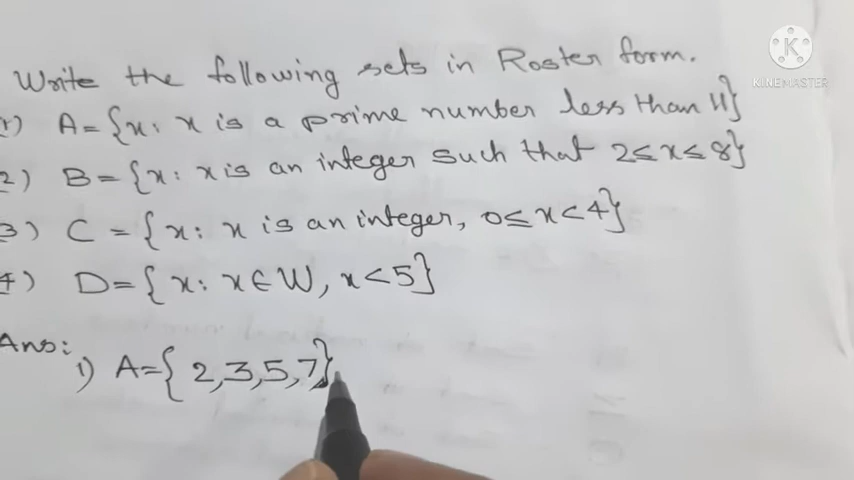 Write the following sets in Roster form.
1) A={x: x is a prime number less than 11}
2) B={x: x is an integer such that 2≤x≤8}
3) C={x: x is an integer, 0≤x<4}
4) D={x: x∈W, x<5}
Ans:
1) A={2,3,5,7}
KINEMASTER